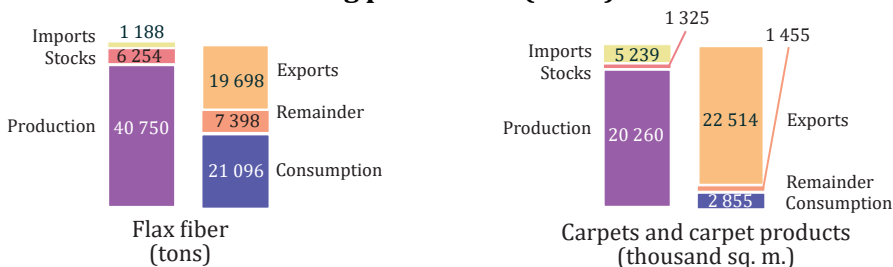 Imports 1 188
Stocks 6 254
Production 40 750
19 698 Exports
7 398 Remainder
21 096 Consumption
Flax fiber
(tons)
1 325
1 455
Imports 5 239
Stocks
Production 20 260
22 514 Exports
Remainder
2 855 Consumption
Carpets and carpet products
(thousand sq. m.)